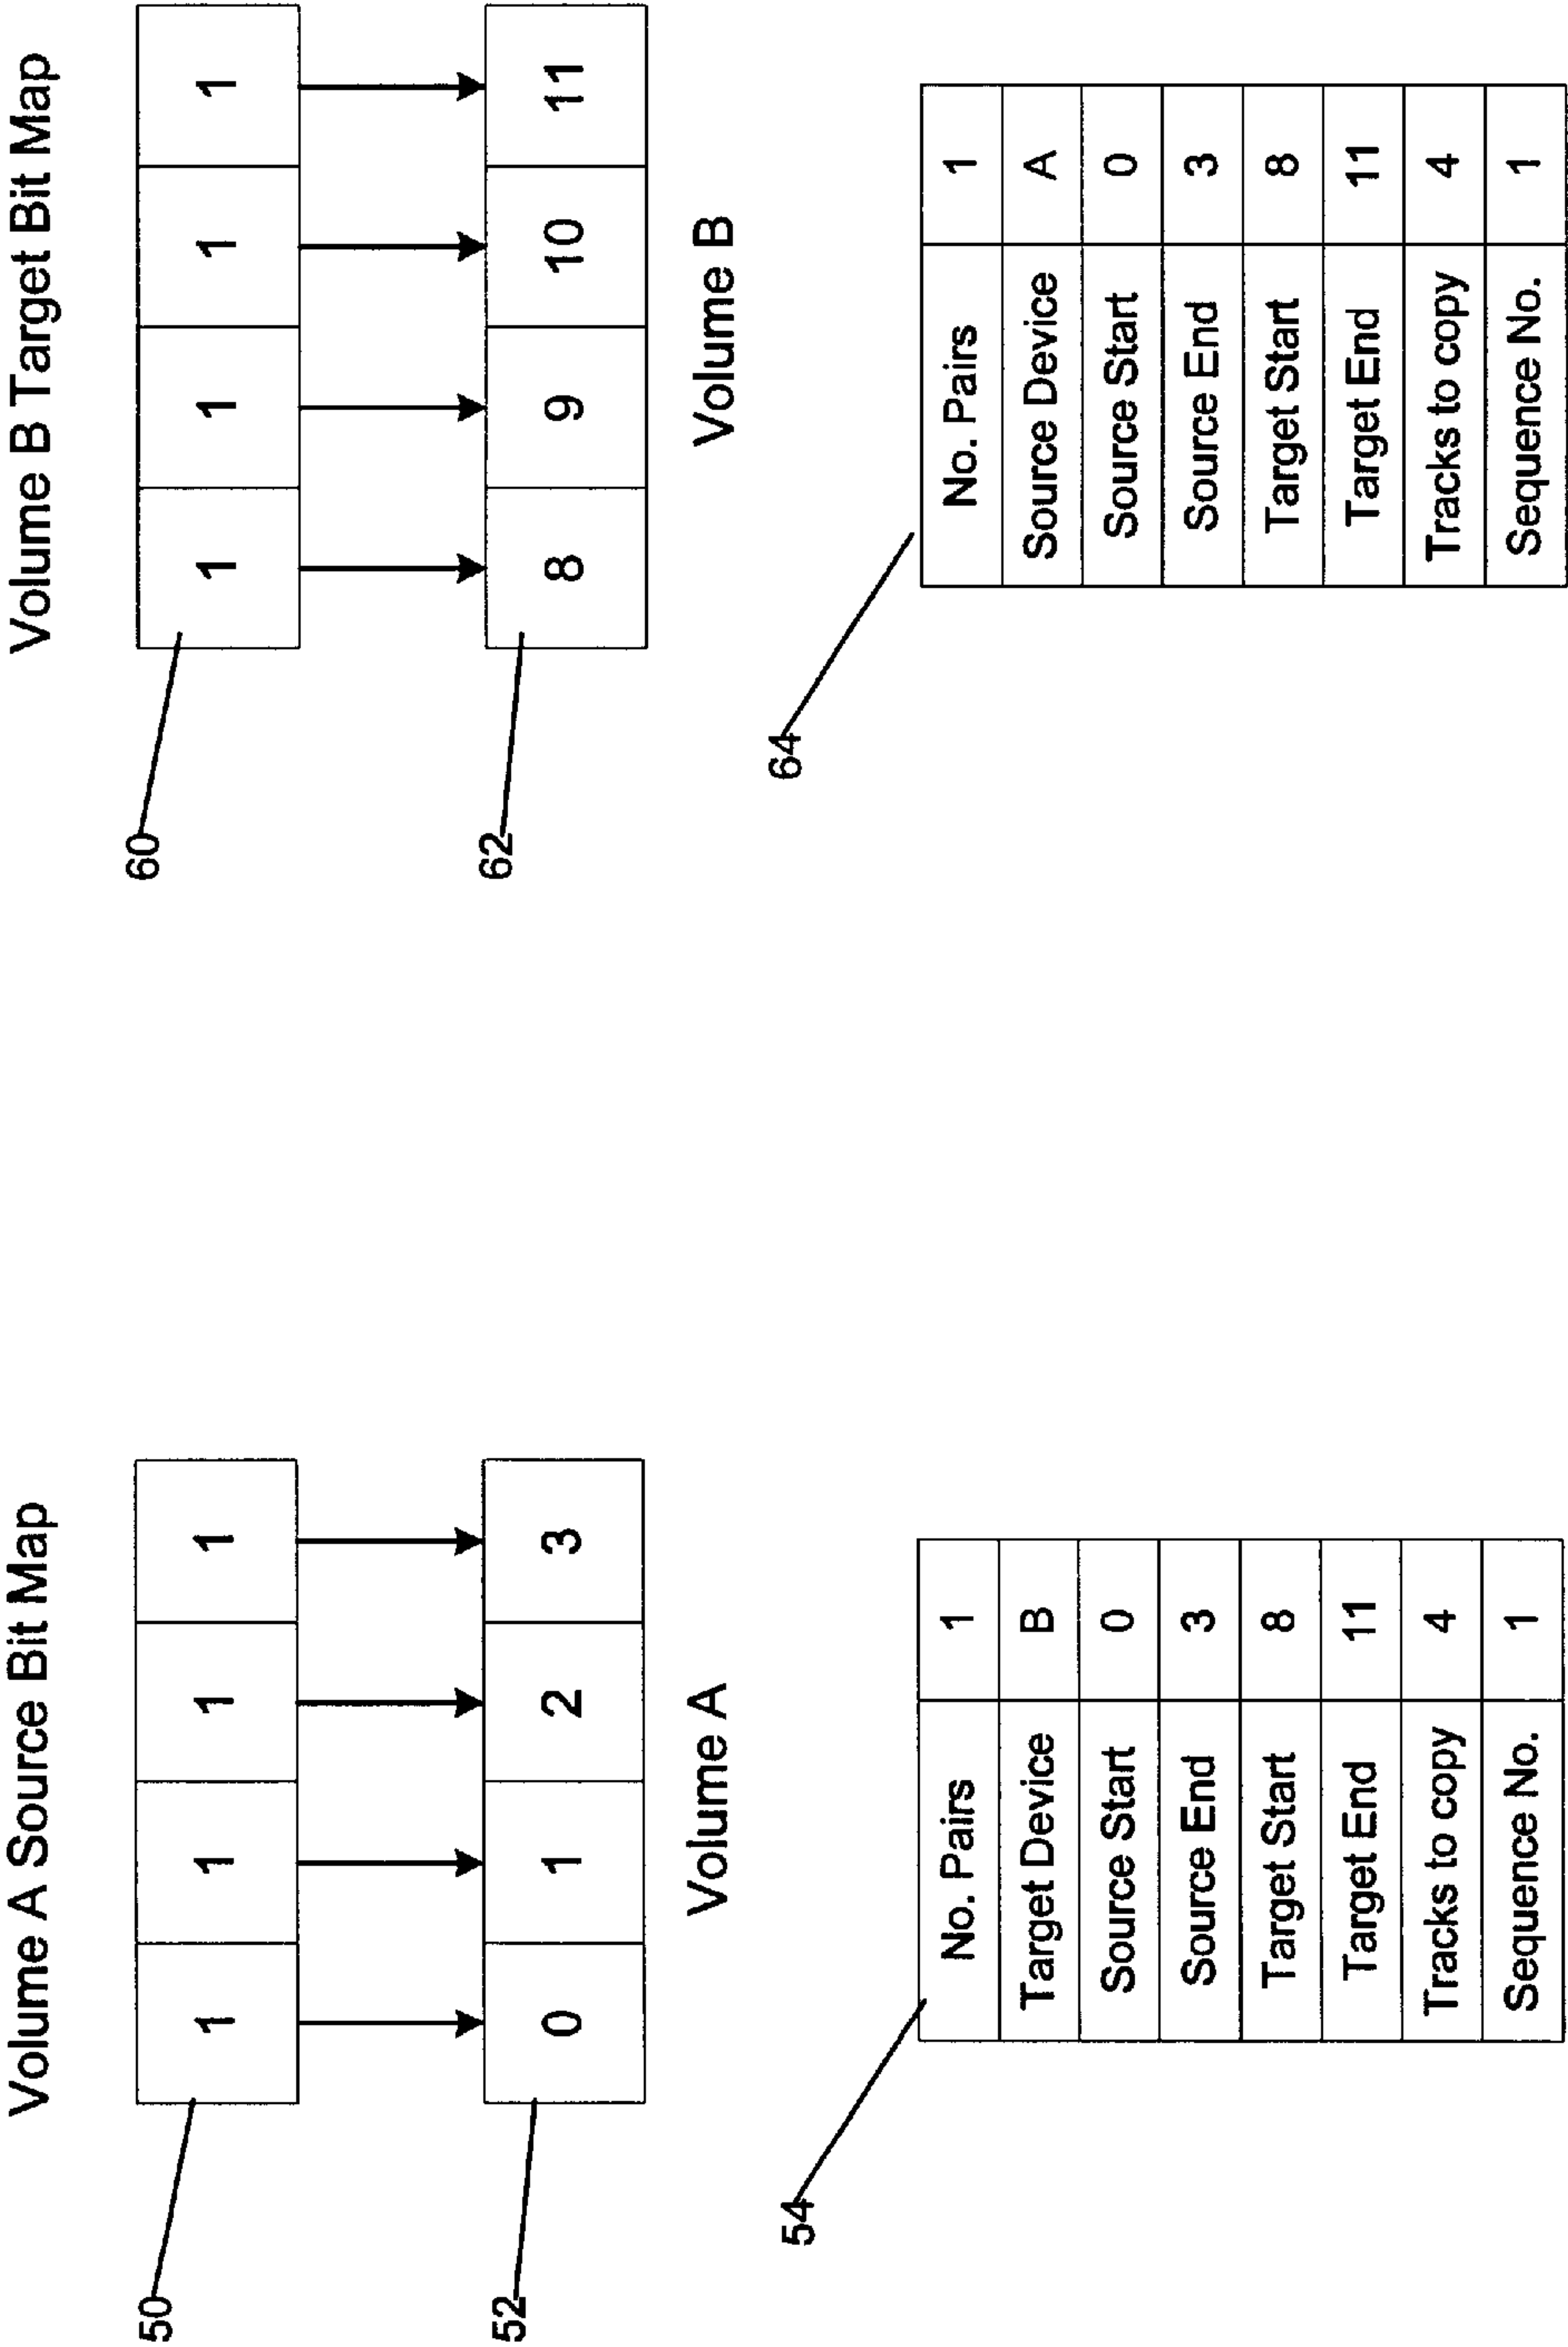 Volume A Source Bit Map
50
1 1 1 1
52
0 1 2 3
Volume A
54
No. Pairs 1
Target Device B
Source Start 0
Source End 3
Target Start 8
Target End 11
Tracks to copy 4
Sequence No. 1
Volume B Target Bit Map
60
1 1 1 1
62
8 9 10 11
Volume B
64
No. Pairs 1
Source Device A
Source Start 0
Source End 3
Target Start 8
Target End 11
Tracks to copy 4
Sequence No. 1